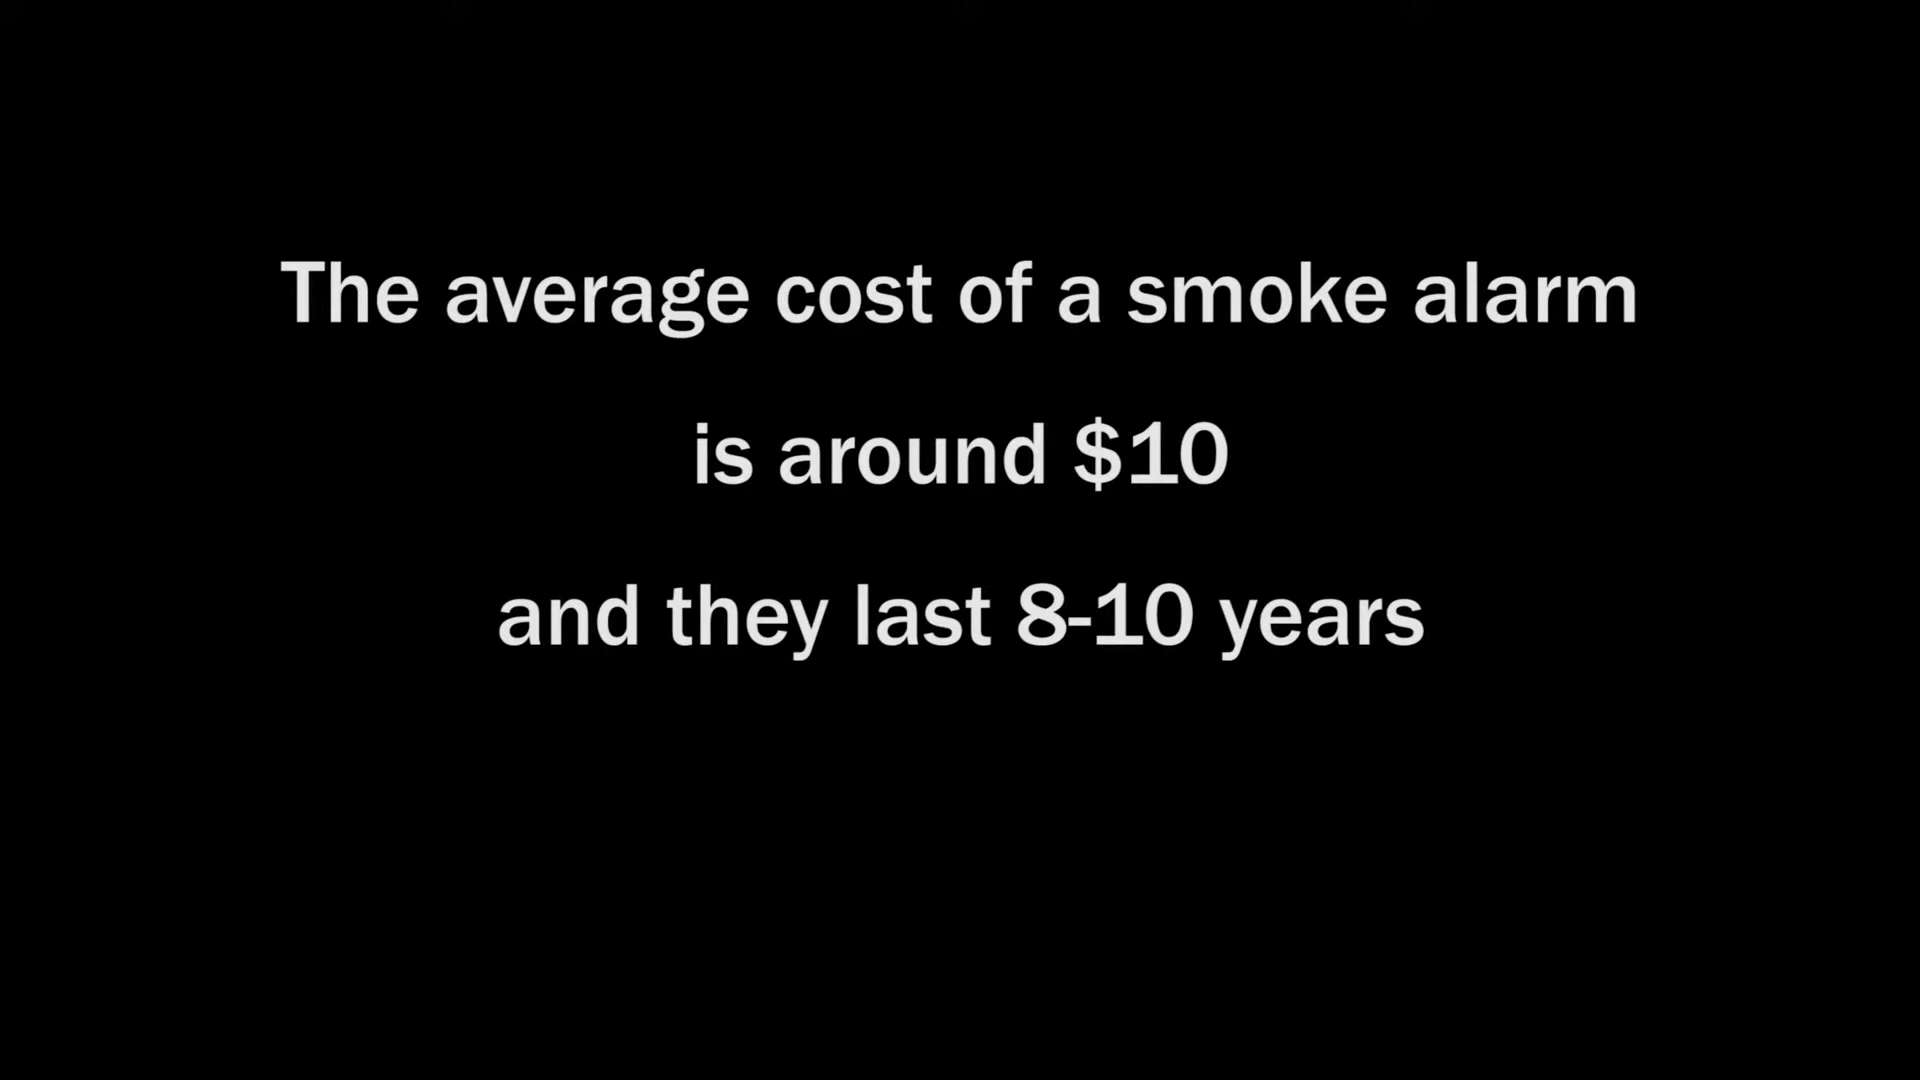 The average cost of a smoke alarm
is around $10
and they last 8-10 years